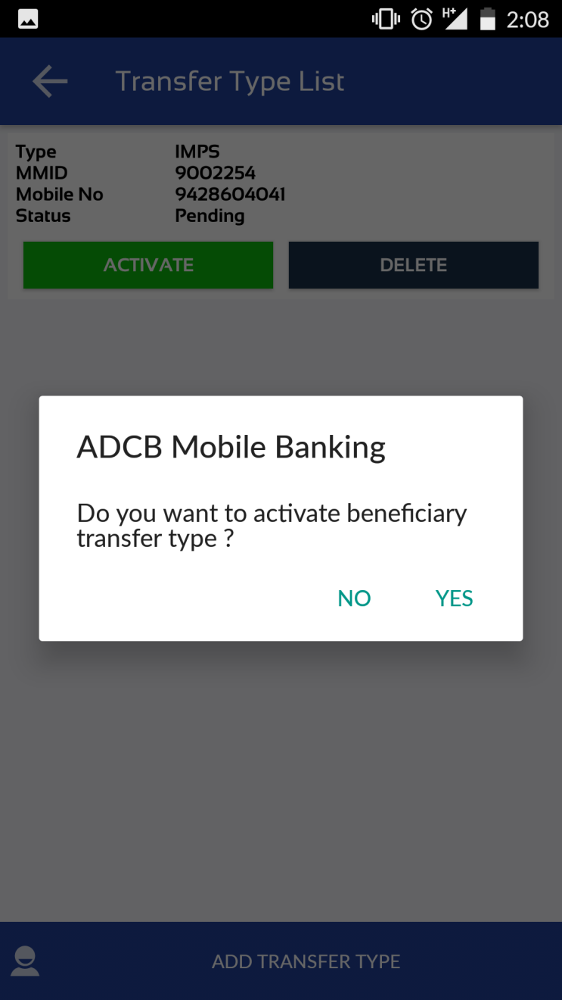 H+ 2:08
Transfer Type List
Type IMPS
MMID 9002254
Mobile No 9428604041
Status Pending
ACTIVATE DELETE
ADCB Mobile Banking
Do you want to activate beneficiary
transfer type ?
NO YES
ADD TRANSFER TYPE